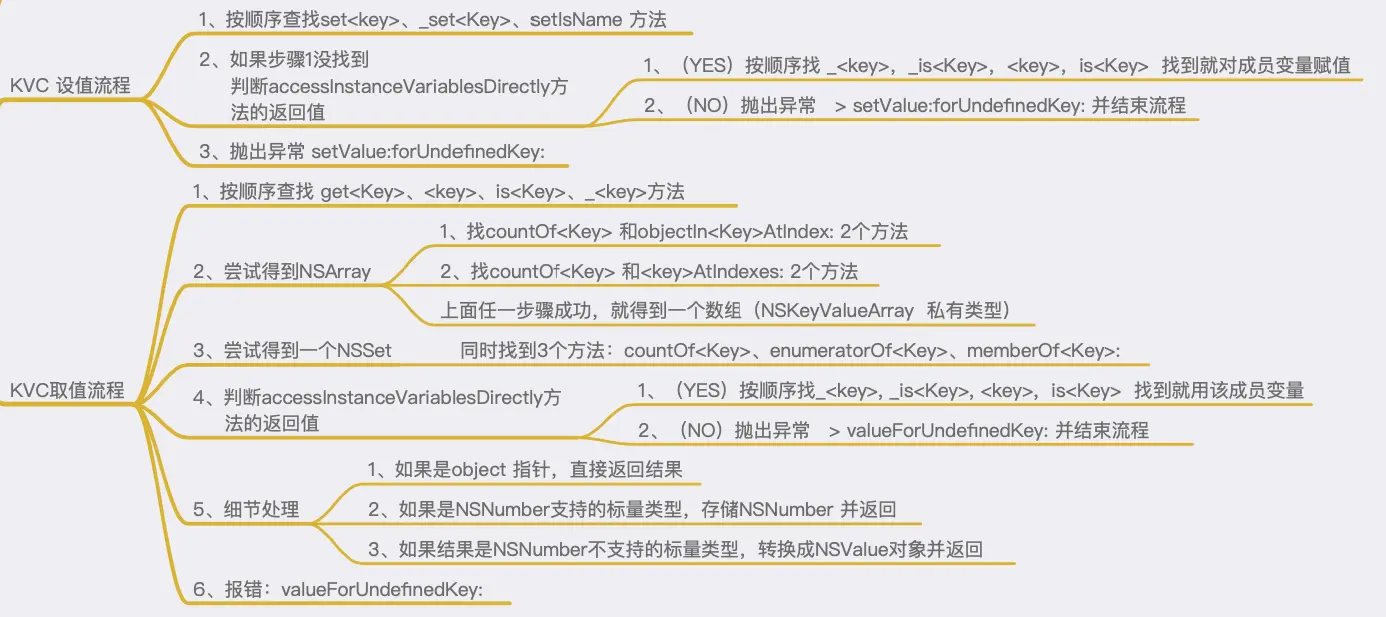 KVC 设值流程
1、按顺序查找set<key>、_set<Key>、setIsName 方法
2、如果步骤1没找到
判断accessInstanceVariablesDirectly方
法的返回值
1、（YES）按顺序找 _<key>，_is<Key>，<key>，is<Key> 找到就对成员变量赋值
2、（NO）抛出异常 > setValue:forUndefinedKey: 并结束流程
3、抛出异常 setValue:forUndefinedKey:
KVC取值流程
1、按顺序查找 get<Key>、<key>、is<Key>、_<key>方法
2、尝试得到NSArray
1、找countOf<Key> 和objectIn<Key>AtIndex: 2个方法
2、找countOf<Key> 和<key>AtIndexes: 2个方法
上面任一步骤成功，就得到一个数组（NSKeyValueArray 私有类型）
3、尝试得到一个NSSet
同时找到3个方法：countOf<Key>、enumeratorOf<Key>、memberOf<Key>:
4、判断accessInstanceVariablesDirectly方
法的返回值
1、（YES）按顺序找_<key>, _is<Key>, <key>，is<Key> 找到就用该成员变量
2、（NO）抛出异常 > valueForUndefinedKey: 并结束流程
5、细节处理
1、如果是object 指针，直接返回结果
2、如果是NSNumber支持的标量类型，存储NSNumber 并返回
3、如果结果是NSNumber不支持的标量类型，转换成NSValue对象并返回
6、报错：valueForUndefinedKey: